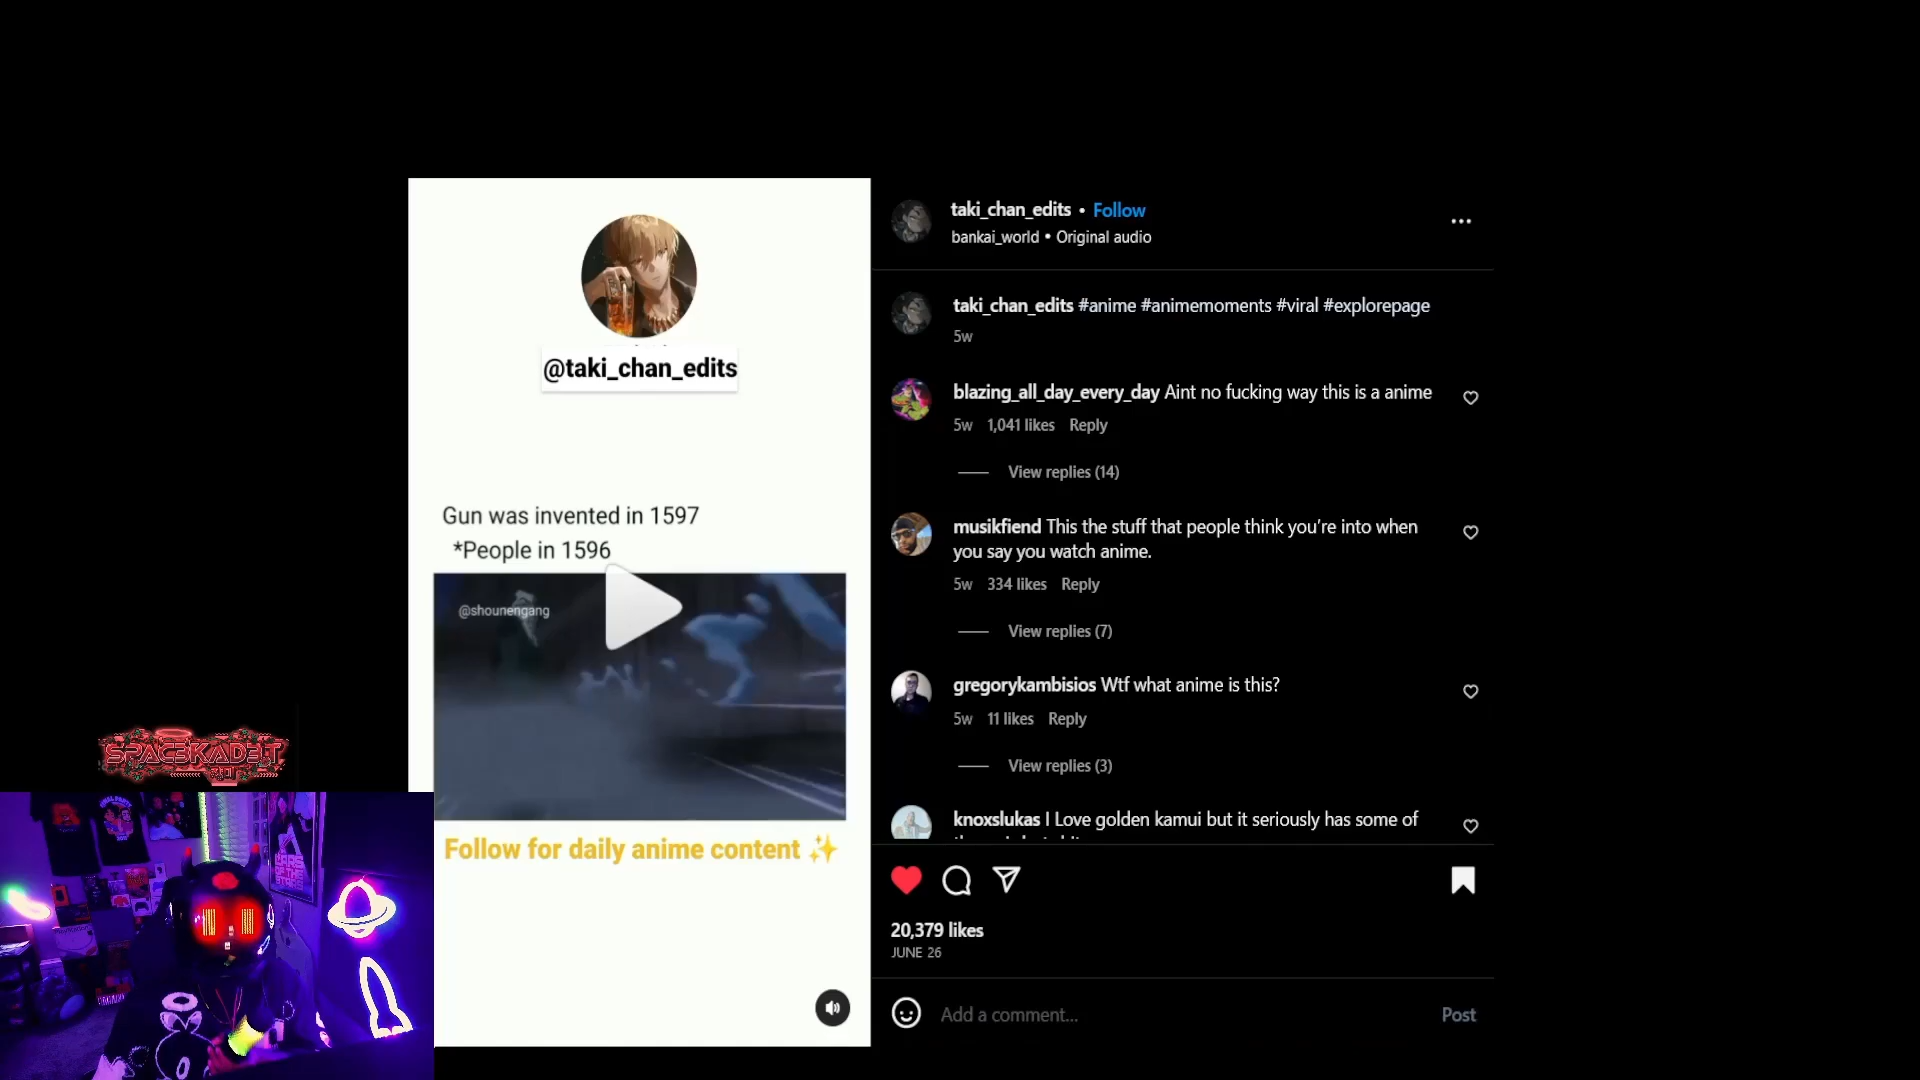 @taki_chan_edits
Gun was invented in 1597
*People in 1596
@shounengang
Follow for daily anime content ✨
taki_chan_edits • Follow
bankai_world • Original audio
taki_chan_edits #anime #animemoments #viral #explorepage
5w
blazing_all_day_every_day Aint no fucking way this is a anime
5w 1,041 likes Reply
View replies (14)
musikfiend This the stuff that people think you’re into when
you say you watch anime.
5w 334 likes Reply
View replies (7)
gregorykambisios Wtf what anime is this?
5w 11 likes Reply
View replies (3)
knoxslukas I Love golden kamui but it seriously has some of
20,379 likes
JUNE 26
Add a comment...
Post
SPAC3KAD3T